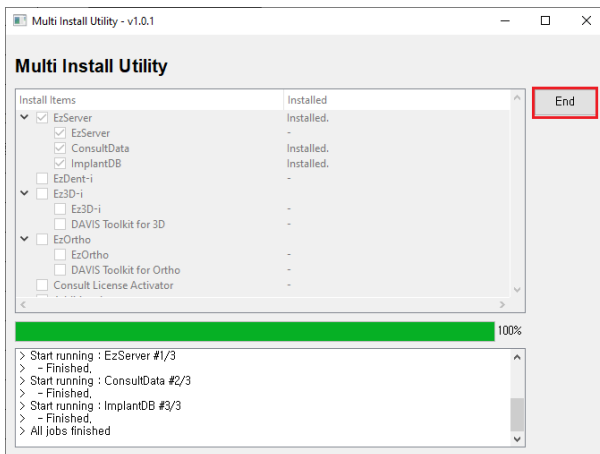 Multi Install Utility - v1.0.1
Multi Install Utility
Install Items Installed
EzServer Installed.
EzServer -
ConsultData Installed.
ImplantDB Installed.
EzDent-i -
Ez3D-i
Ez3D-i -
DAVIS Toolkit for 3D -
EzOrtho
EzOrtho -
DAVIS Toolkit for Ortho -
Consult License Activator -
End
100%
> Start running : EzServer #1/3
> - Finished,
> Start running : ConsultData #2/3
> - Finished,
> Start running : ImplantDB #3/3
> - Finished,
> All jobs finished